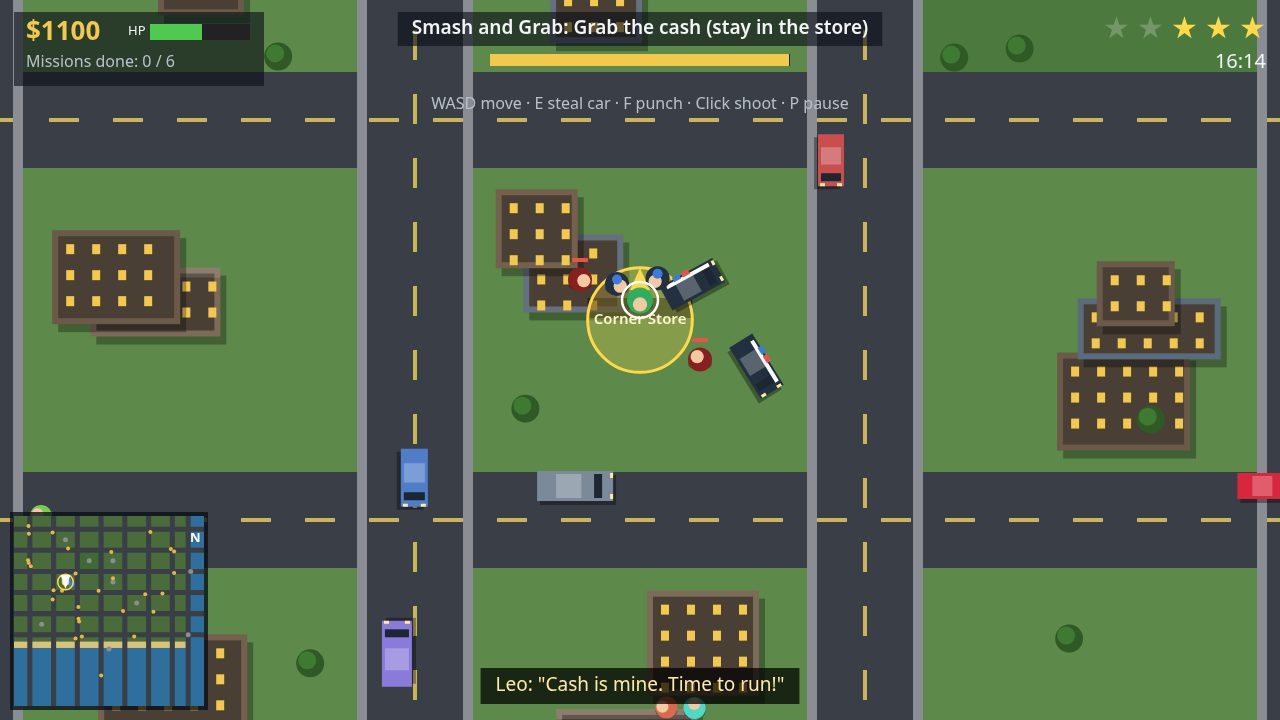 $1100
HP
Missions done: 0 / 6
Smash and Grab: Grab the cash (stay in the store)
★★★★★
16:14
WASD move · E steal car · F punch · Click shoot · P pause
Corner Store
N
Leo: "Cash is mine. Time to run!"